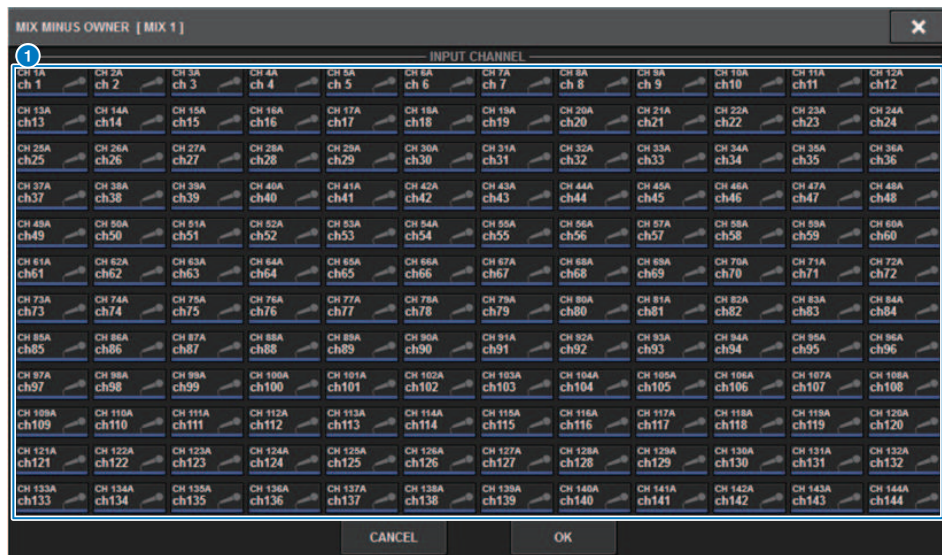 MIX MINUS OWNER [ MIX 1 ]
1
INPUT CHANNEL
CH 1A CH 2A CH 3A CH 4A CH 5A CH 6A CH 7A CH 8A CH 9A CH 10A CH 11A CH 12A
ch 1 ch 2 ch 3 ch 4 ch 5 ch 6 ch 7 ch 8 ch 9 ch10 ch11 ch12
CH 13A CH 14A CH 15A CH 16A CH 17A CH 18A CH 19A CH 20A CH 21A CH 22A CH 23A CH 24A
ch13 ch14 ch15 ch16 ch17 ch18 ch19 ch20 ch21 ch22 ch23 ch24
CH 25A CH 26A CH 27A CH 28A CH 29A CH 30A CH 31A CH 32A CH 33A CH 34A CH 35A CH 36A
ch25 ch26 ch27 ch28 ch29 ch30 ch31 ch32 ch33 ch34 ch35 ch36
CH 37A CH 38A CH 39A CH 40A CH 41A CH 42A CH 43A CH 44A CH 45A CH 46A CH 47A CH 48A
ch37 ch38 ch39 ch40 ch41 ch42 ch43 ch44 ch45 ch46 ch47 ch48
CH 49A CH 50A CH 51A CH 52A CH 53A CH 54A CH 55A CH 56A CH 57A CH 58A CH 59A CH 60A
ch49 ch50 ch51 ch52 ch53 ch54 ch55 ch56 ch57 ch58 ch59 ch60
CH 61A CH 62A CH 63A CH 64A CH 65A CH 66A CH 67A CH 68A CH 69A CH 70A CH 71A CH 72A
ch61 ch62 ch63 ch64 ch65 ch66 ch67 ch68 ch69 ch70 ch71 ch72
CH 73A CH 74A CH 75A CH 76A CH 77A CH 78A CH 79A CH 80A CH 81A CH 82A CH 83A CH 84A
ch73 ch74 ch75 ch76 ch77 ch78 ch79 ch80 ch81 ch82 ch83 ch84
CH 85A CH 86A CH 87A CH 88A CH 89A CH 90A CH 91A CH 92A CH 93A CH 94A CH 95A CH 96A
ch85 ch86 ch87 ch88 ch89 ch90 ch91 ch92 ch93 ch94 ch95 ch96
CH 97A CH 98A CH 99A CH 100A CH 101A CH 102A CH 103A CH 104A CH 105A CH 106A CH 107A CH 108A
ch97 ch98 ch99 ch100 ch101 ch102 ch103 ch104 ch105 ch106 ch107 ch108
CH 109A CH 110A CH 111A CH 112A CH 113A CH 114A CH 115A CH 116A CH 117A CH 118A CH 119A CH 120A
ch109 ch110 ch111 ch112 ch113 ch114 ch115 ch116 ch117 ch118 ch119 ch120
CH 121A CH 122A CH 123A CH 124A CH 125A CH 126A CH 127A CH 128A CH 129A CH 130A CH 131A CH 132A
ch121 ch122 ch123 ch124 ch125 ch126 ch127 ch128 ch129 ch130 ch131 ch132
CH 133A CH 134A CH 135A CH 136A CH 137A CH 138A CH 139A CH 140A CH 141A CH 142A CH 143A CH 144A
ch133 ch134 ch135 ch136 ch137 ch138 ch139 ch140 ch141 ch142 ch143 ch144
CANCEL OK